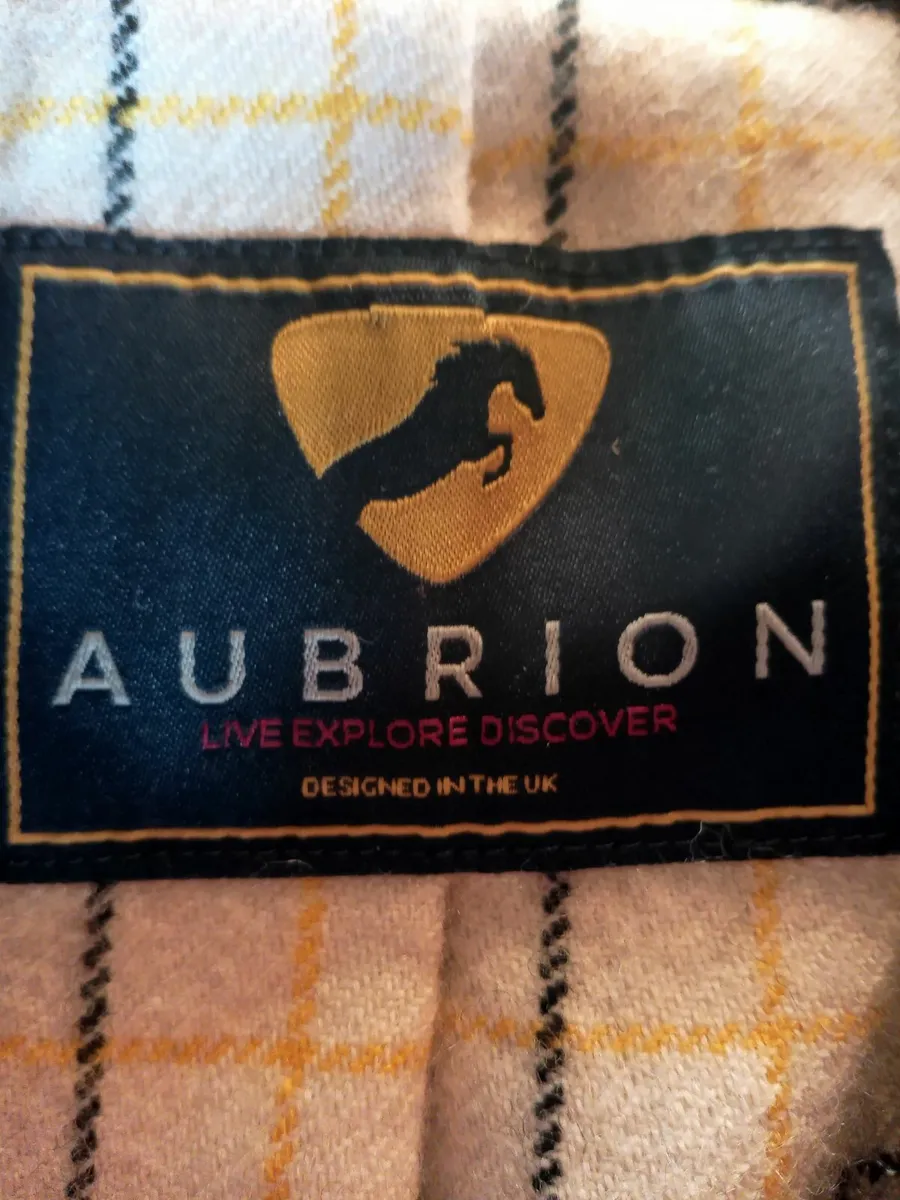 AUBRION
LIVE EXPLORE DISCOVER
DESIGNED IN THE UK